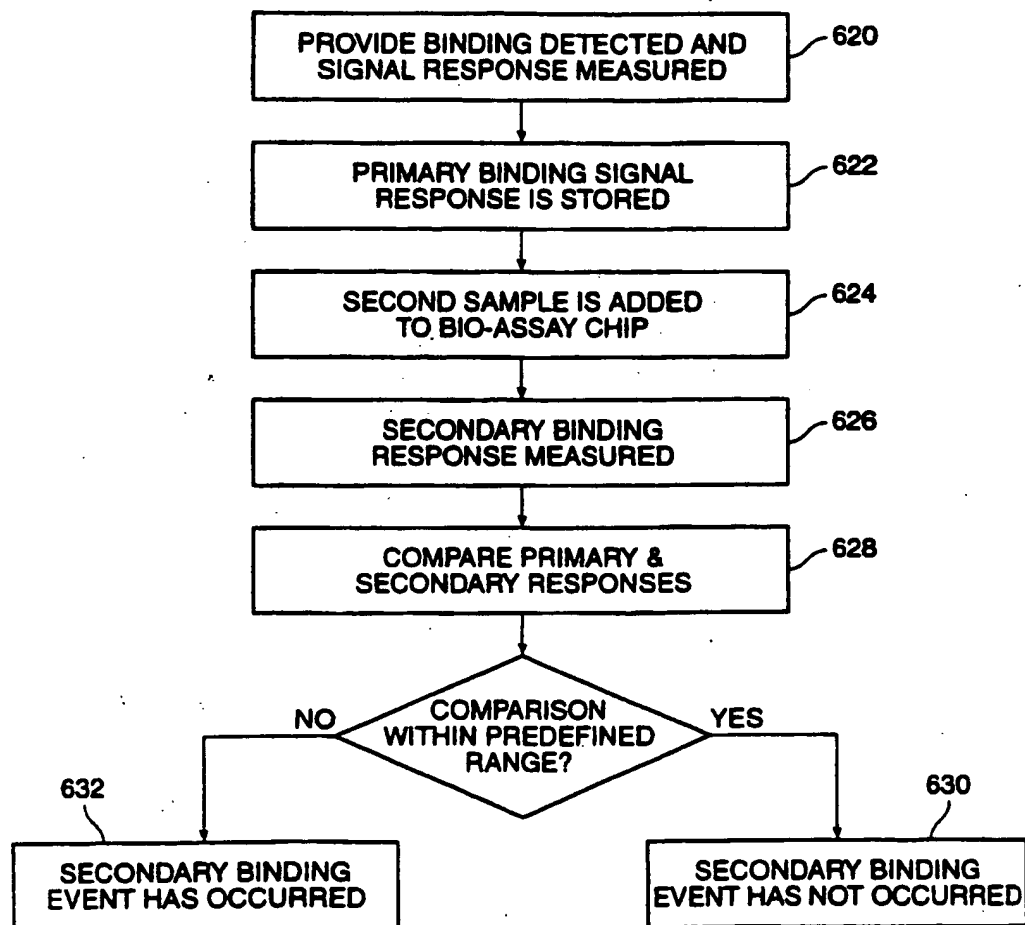 PROVIDE BINDING DETECTED AND
SIGNAL RESPONSE MEASURED
620
PRIMARY BINDING SIGNAL
RESPONSE IS STORED
622
SECOND SAMPLE IS ADDED
TO BIO-ASSAY CHIP
624
SECONDARY BINDING
RESPONSE MEASURED
626
COMPARE PRIMARY &
SECONDARY RESPONSES
628
COMPARISON
WITHIN PREDEFINED
RANGE?
NO
YES
632
SECONDARY BINDING
EVENT HAS OCCURRED
630
SECONDARY BINDING
EVENT HAS NOT OCCURRED